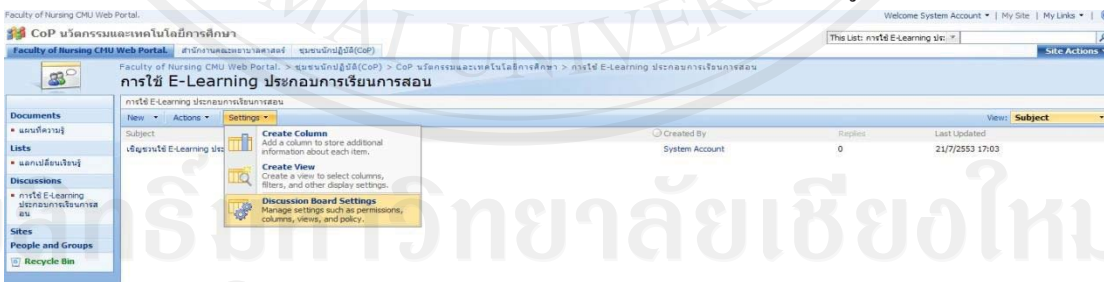 Faculty of Nursing CMU Web Portal.
Welcome System Account | My Site | My Links
CoP นวัตกรรมและเทคโนโลยีการศึกษา
This List: การใช้ E-Learning ประ
Faculty of Nursing CMU Web Portal. สำนักงานคณะพยาบาลศาสตร์ ชุมชนนักปฏิบัติ(CoP)
Site Actions
Faculty of Nursing CMU Web Portal. > ชุมชนนักปฏิบัติ(CoP) > CoP นวัตกรรมและเทคโนโลยีการศึกษา > การใช้ E-Learning ประกอบการเรียนการสอน
การใช้ E-Learning ประกอบการเรียนการสอน
การใช้ E-Learning ประกอบการเรียนการสอน
Documents
แผนที่ความรู้
Lists
แลกเปลี่ยนเรียนรู้
Discussions
การใช้ E-Learning
ประกอบการเรียนการส
อน
Sites
People and Groups
Recycle Bin
New Actions Settings
View: Subject
Subject Created By Replies Last Updated
เชิญชวนใช้ E-Learning ประ System Account 0 21/7/2553 17:03
Create Column
Add a column to store additional
information about each item.
Create View
Create a view to select columns,
filters, and other display settings.
Discussion Board Settings
Manage settings such as permissions,
columns, views, and policy.